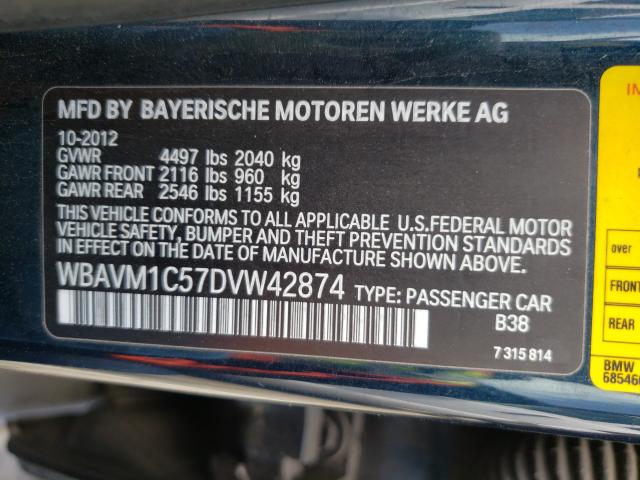 MFD BY BAYERISCHE MOTOREN WERKE AG
10-2012
GVWR 4497 lbs 2040 kg
GAWR FRONT 2116 lbs 960 kg
GAWR REAR 2546 lbs 1155 kg
THIS VEHICLE CONFORMS TO ALL APPLICABLE U.S.FEDERAL MOTOR
VEHICLE SAFETY, BUMPER AND THEFT PREVENTION STANDARDS
IN EFFECT ON THE DATE OF MANUFACTURE SHOWN ABOVE.
WBAVM1C57DVW42874 TYPE: PASSENGER CAR
B38
7 315 814
over
FRONT
REAR
BMW